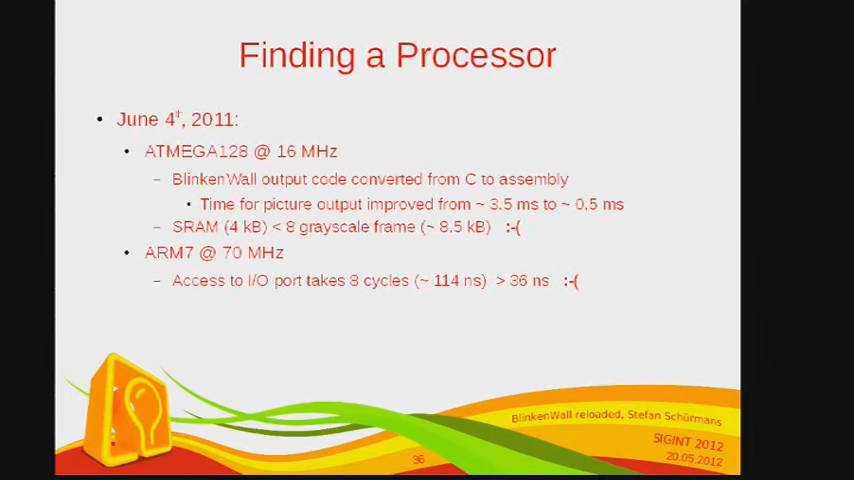 Finding a Processor
• June 4th, 2011:
• ATMEGA128 @ 16 MHz
– BlinkenWall output code converted from C to assembly
• Time for picture output improved from ~ 3.5 ms to ~ 0.5 ms
– SRAM (4 kB) < 8 grayscale frame (~ 8.5 kB) :-(
• ARM7 @ 70 MHz
– Access to I/O port takes 8 cycles (~ 114 ns) > 36 ns :-(
BlinkenWall reloaded, Stefan Schürmans
SIGINT 2012
20.05.2012
36